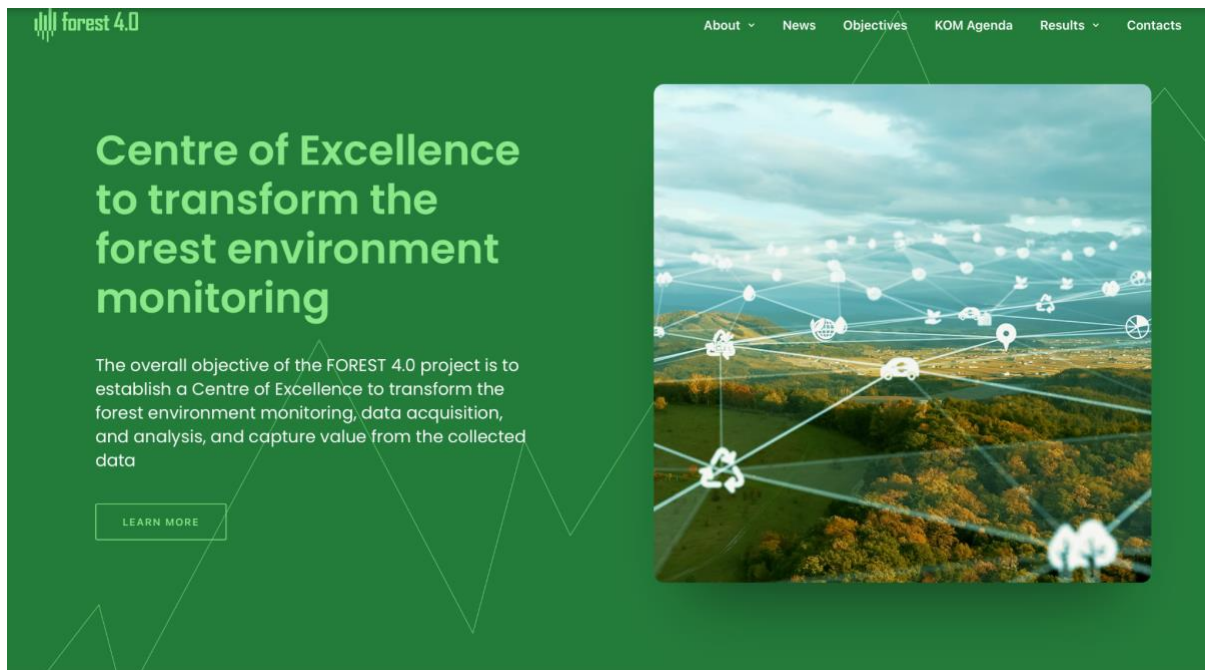 forest 4.0
About
News
Objectives
KOM Agenda
Results
Contacts
Centre of Excellence
to transform the
forest environment
monitoring
The overall objective of the FOREST 4.0 project is to
establish a Centre of Excellence to transform the
forest environment monitoring, data acquisition,
and analysis, and capture value from the collected
data
LEARN MORE